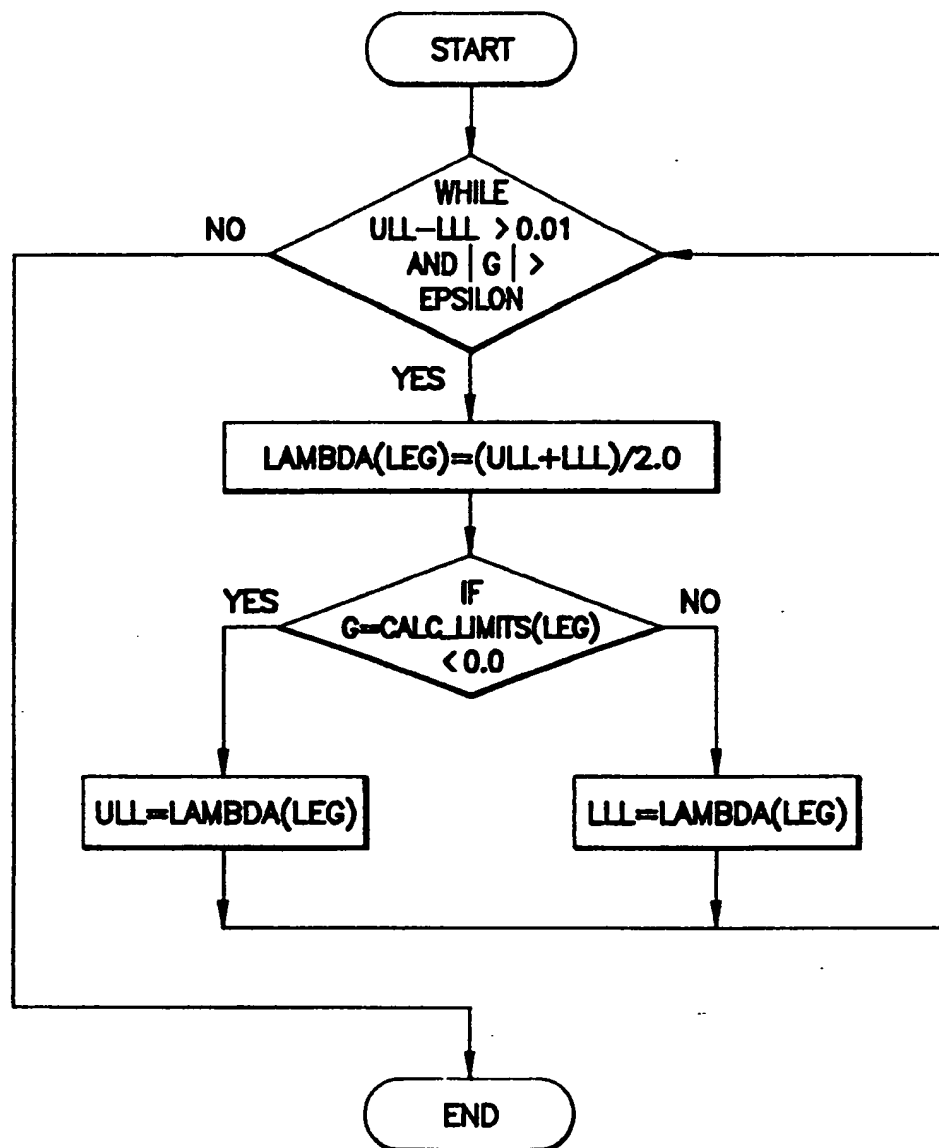 START
WHILE
ULL-LLL >0.01
AND | G | >
EPSILON
NO
YES
LAMBDA(LEG)=(ULL+LLL)/2.0
IF
G=CALC_LIMITS(LEG)
<0.0
YES
NO
ULL=LAMBDA(LEG)
LLL=LAMBDA(LEG)
END